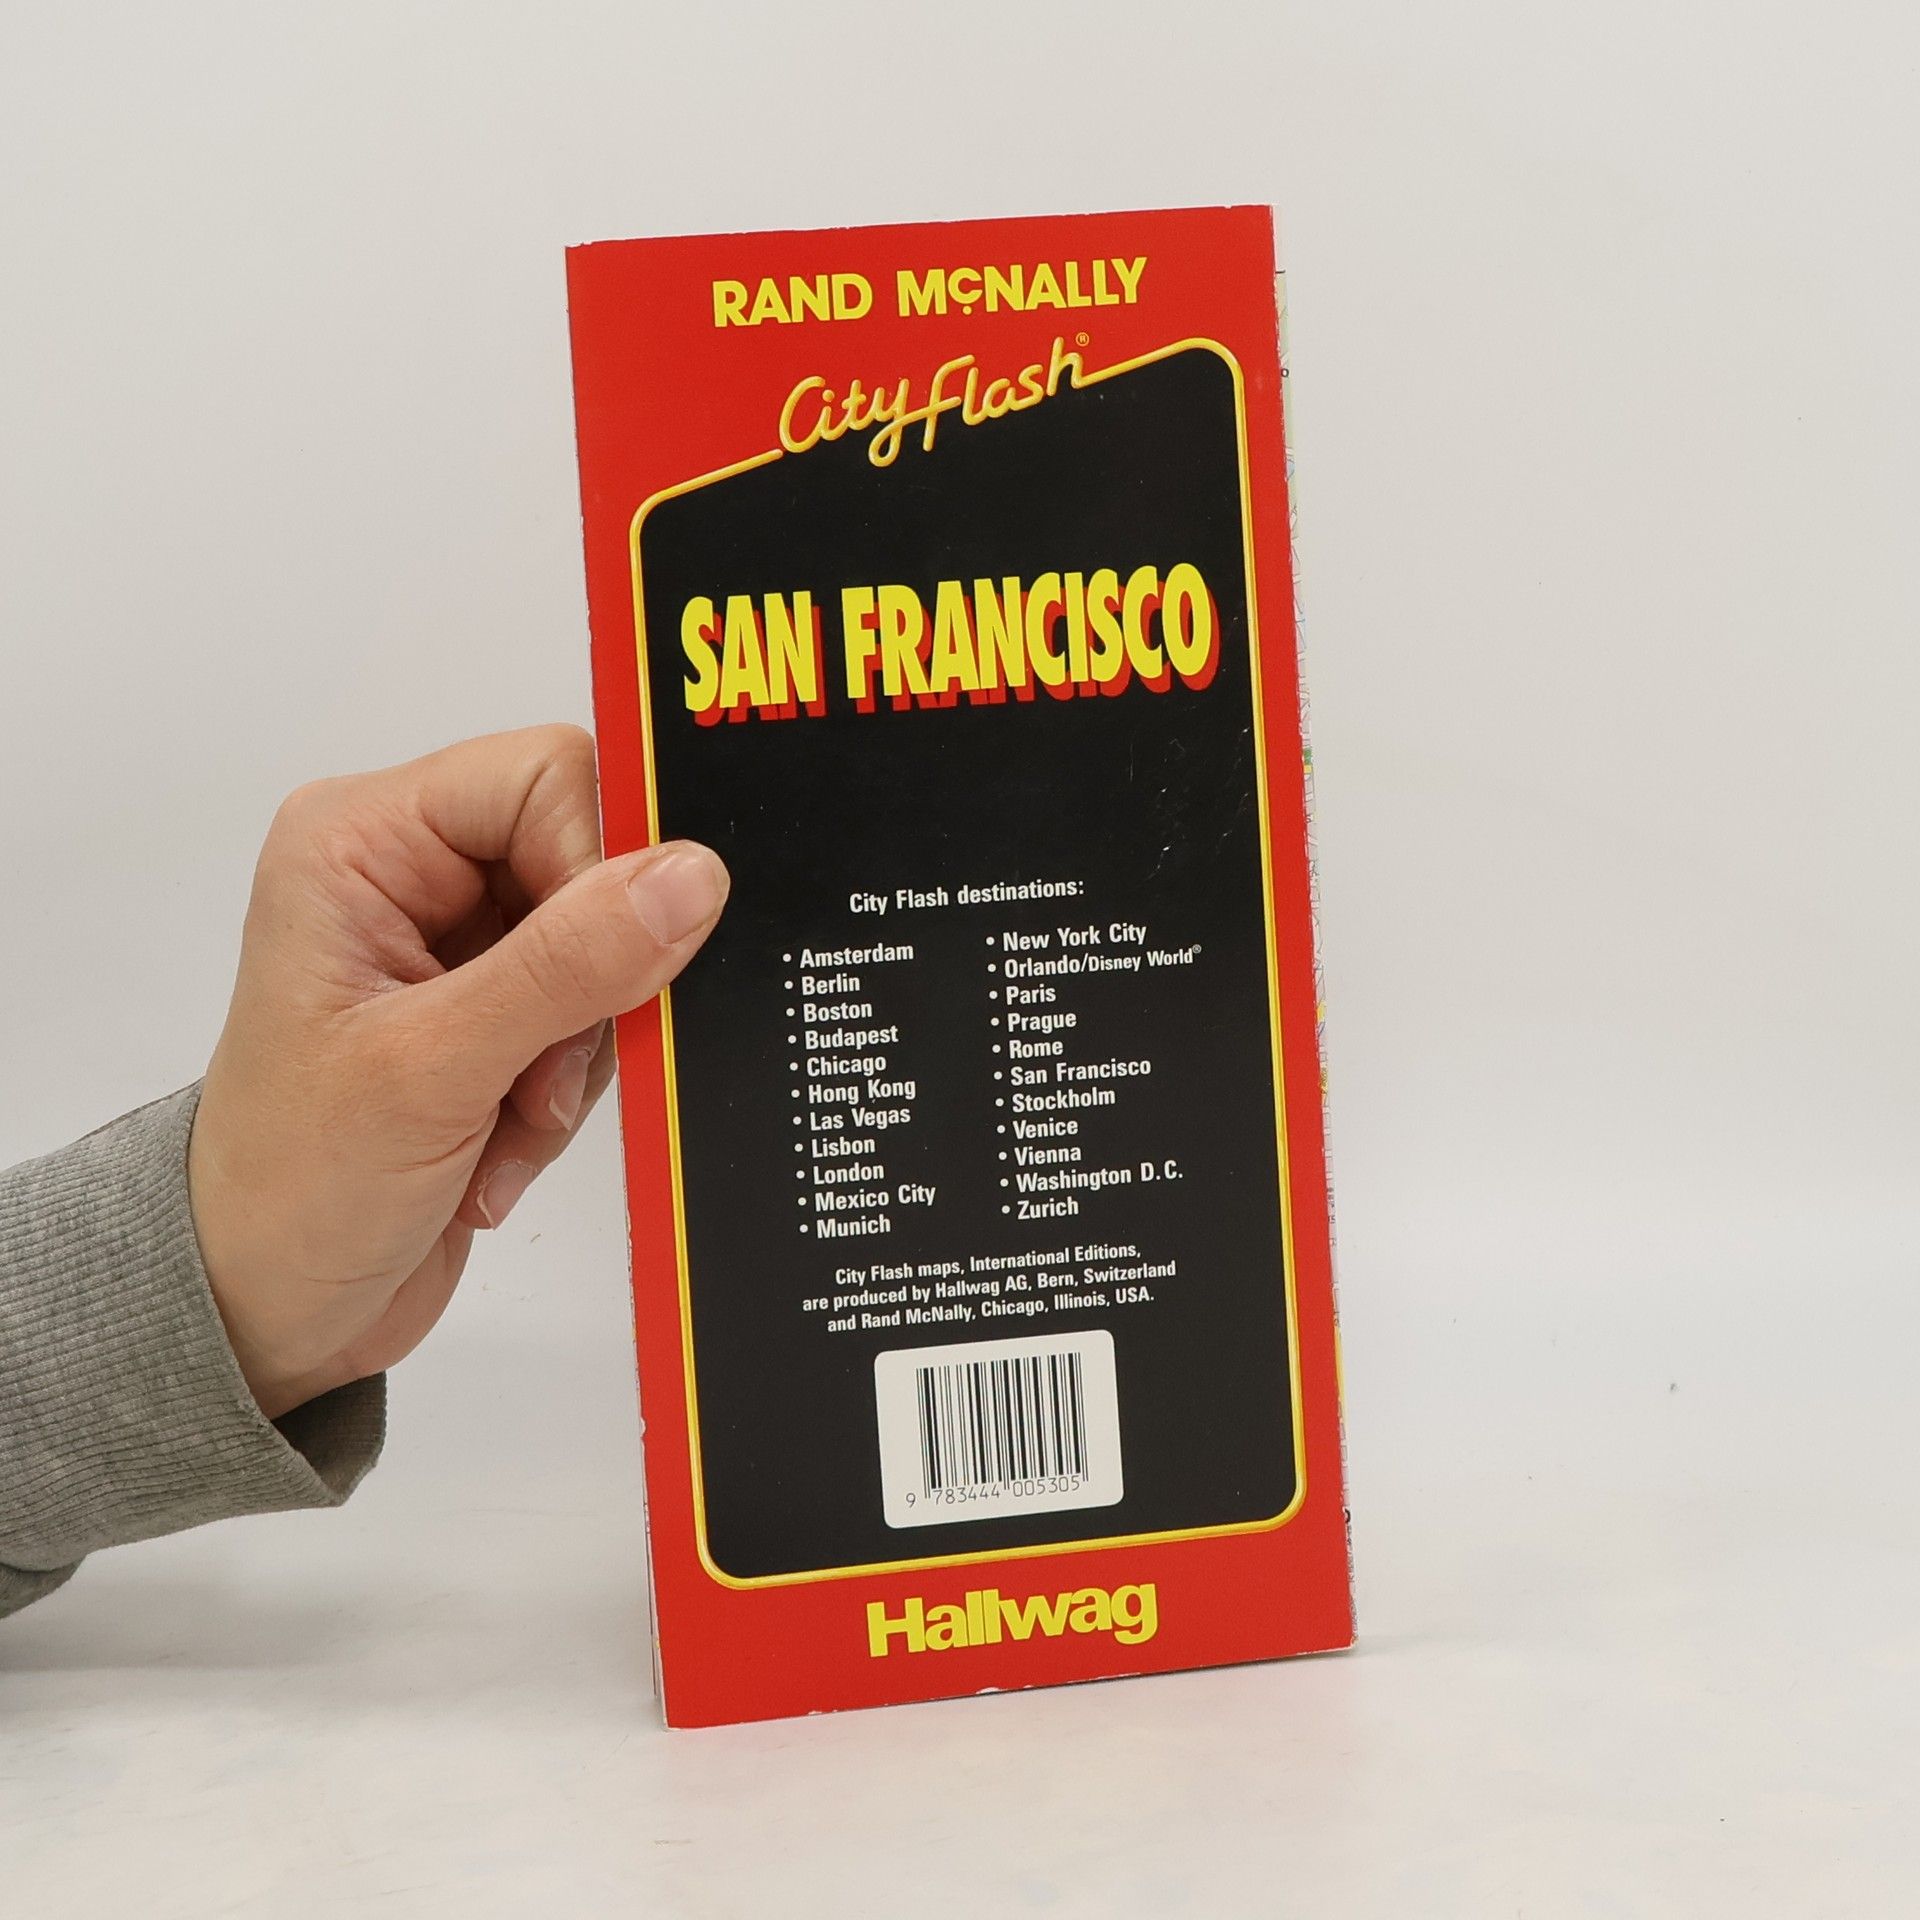 RAND McNALLY
City Flash®
SAN FRANCISCO
City Flash destinations:
• Amsterdam
• Berlin
• Boston
• Budapest
• Chicago
• Hong Kong
• Las Vegas
• Lisbon
• London
• Mexico City
• Munich
• New York City
• Orlando/Disney World®
• Paris
• Prague
• Rome
• San Francisco
• Stockholm
• Venice
• Vienna
• Washington D.C.
• Zurich
City Flash maps, International Editions,
are produced by Hallwag AG, Bern, Switzerland
and Rand McNally, Chicago, Illinois, USA.
9 783444 005305
Hallwag